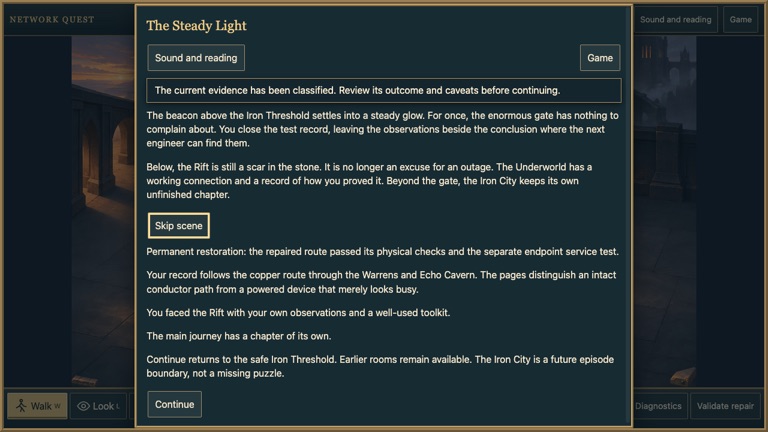 NETWORK QUEST
Sound and reading
Game
The Steady Light
Sound and reading
Game
The current evidence has been classified. Review its outcome and caveats before continuing.
The beacon above the Iron Threshold settles into a steady glow. For once, the enormous gate has nothing to
complain about. You close the test record, leaving the observations beside the conclusion where the next
engineer can find them.
Below, the Rift is still a scar in the stone. It is no longer an excuse for an outage. The Underworld has a
working connection and a record of how you proved it. Beyond the gate, the Iron City keeps its own
unfinished chapter.
Skip scene
Permanent restoration: the repaired route passed its physical checks and the separate endpoint service test.
Your record follows the copper route through the Warrens and Echo Cavern. The pages distinguish an intact
conductor path from a powered device that merely looks busy.
You faced the Rift with your own observations and a well-used toolkit.
The main journey has a chapter of its own.
Continue returns to the safe Iron Threshold. Earlier rooms remain available. The Iron City is a future episode
boundary, not a missing puzzle.
Continue
Walk W
Look L
Diagnostics
Validate repair